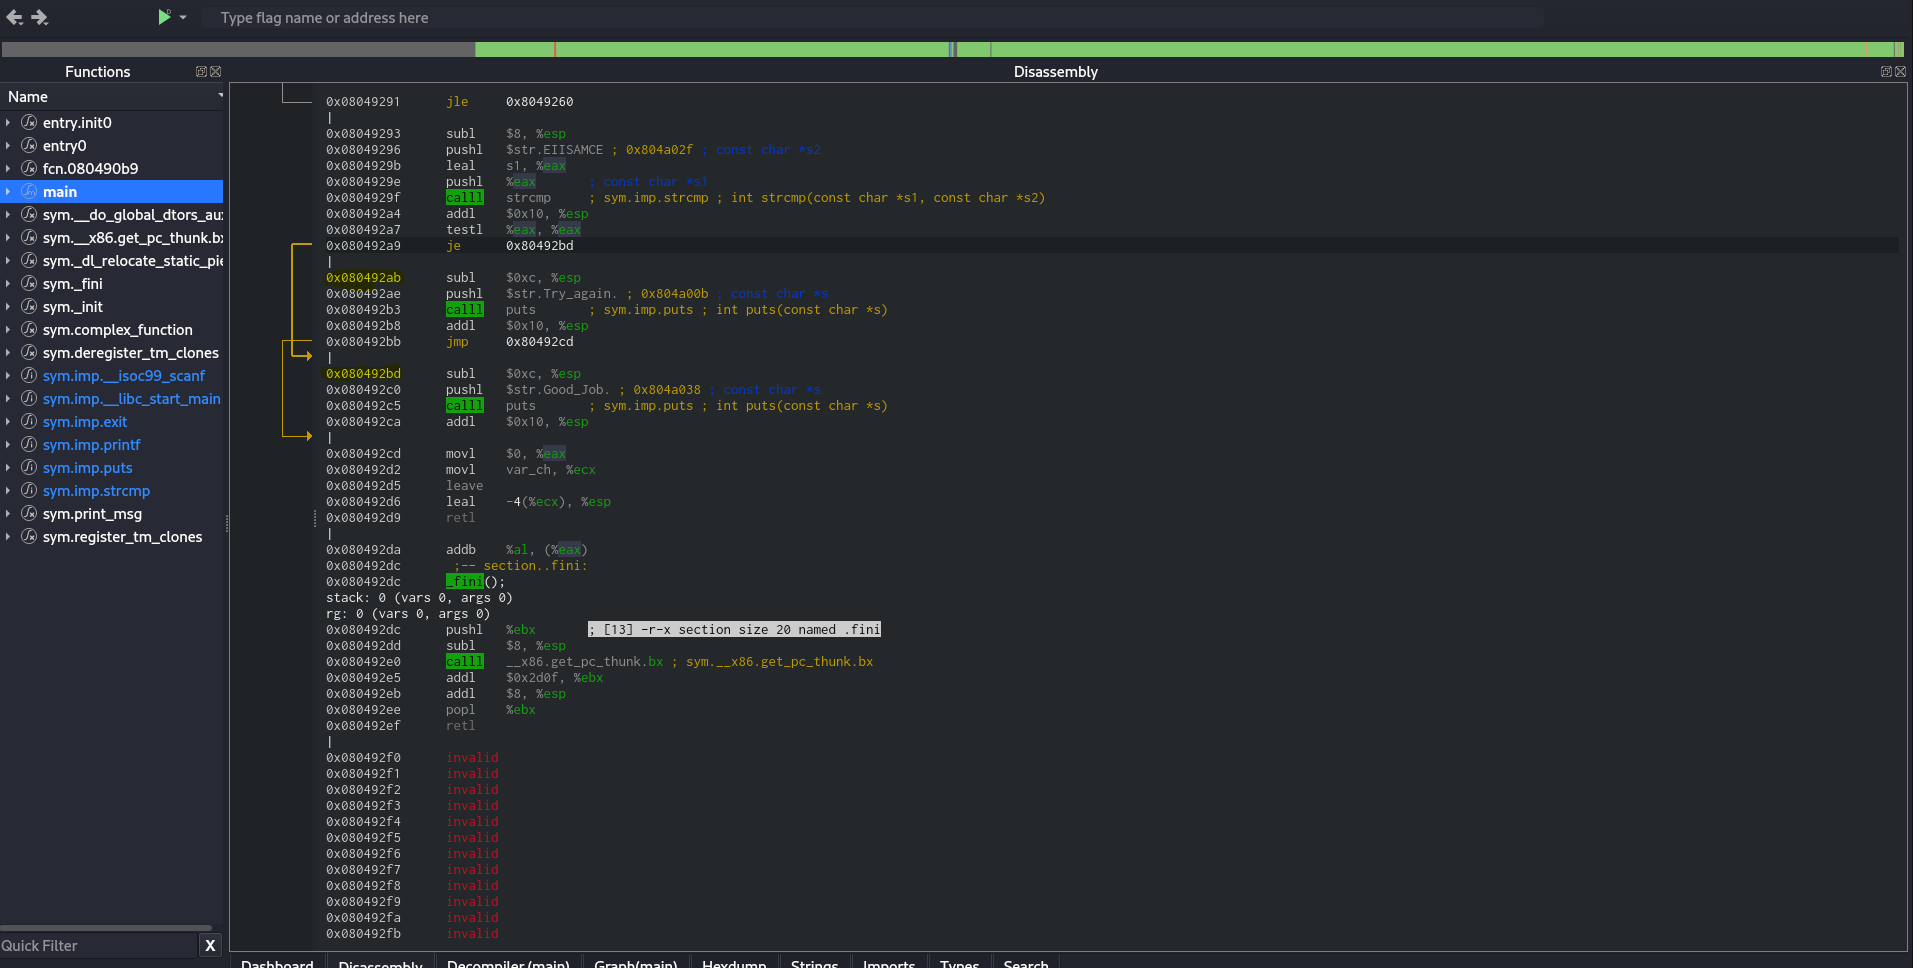 Type flag name or address here
Functions
Disassembly
Name
entry.init0
entry0
fcn.080490b9
main
sym.__do_global_dtors_au
sym.__x86.get_pc_thunk.b
sym._dl_relocate_static_pie
sym._fini
sym._init
sym.complex_function
sym.deregister_tm_clones
sym.imp.__isoc99_scanf
sym.imp.__libc_start_main
sym.imp.exit
sym.imp.printf
sym.imp.puts
sym.imp.strcmp
sym.print_msg
sym.register_tm_clones
Quick Filter X
0x08049291 jle 0x8049260
|
0x08049293 subl $8, %esp
0x08049296 pushl $str.EIISAMCE ; 0x804a02f ; const char *s2
0x0804929b leal s1, %eax
0x0804929e pushl %eax ; const char *s1
0x0804929f calll strcmp ; sym.imp.strcmp ; int strcmp(const char *s1, const char *s2)
0x080492a4 addl $0x10, %esp
0x080492a7 testl %eax, %eax
0x080492a9 je 0x80492bd
|
0x080492ab subl $0xc, %esp
0x080492ae pushl $str.Try_again. ; 0x804a00b ; const char *s
0x080492b3 calll puts ; sym.imp.puts ; int puts(const char *s)
0x080492b8 addl $0x10, %esp
0x080492bb jmp 0x80492cd
|
0x080492bd subl $0xc, %esp
0x080492c0 pushl $str.Good_Job. ; 0x804a038 ; const char *s
0x080492c5 calll puts ; sym.imp.puts ; int puts(const char *s)
0x080492ca addl $0x10, %esp
|
0x080492cd movl $0, %eax
0x080492d2 movl var_ch, %ecx
0x080492d5 leave
0x080492d6 leal -4(%ecx), %esp
0x080492d9 retl
|
0x080492da addb %al, (%eax)
0x080492dc ;-- section..fini:
0x080492dc _fini();
stack: 0 (vars 0, args 0)
rg: 0 (vars 0, args 0)
0x080492dc pushl %ebx ; [13] -r-x section size 20 named .fini
0x080492dd subl $8, %esp
0x080492e0 calll __x86.get_pc_thunk.bx ; sym.__x86.get_pc_thunk.bx
0x080492e5 addl $0x2d0f, %ebx
0x080492eb addl $8, %esp
0x080492ee popl %ebx
0x080492ef retl
|
0x080492f0 invalid
0x080492f1 invalid
0x080492f2 invalid
0x080492f3 invalid
0x080492f4 invalid
0x080492f5 invalid
0x080492f6 invalid
0x080492f7 invalid
0x080492f8 invalid
0x080492f9 invalid
0x080492fa invalid
0x080492fb invalid
Dashboard Disassembly Decompiler (main) Graph(main) Hexdump Strings Imports Types Search